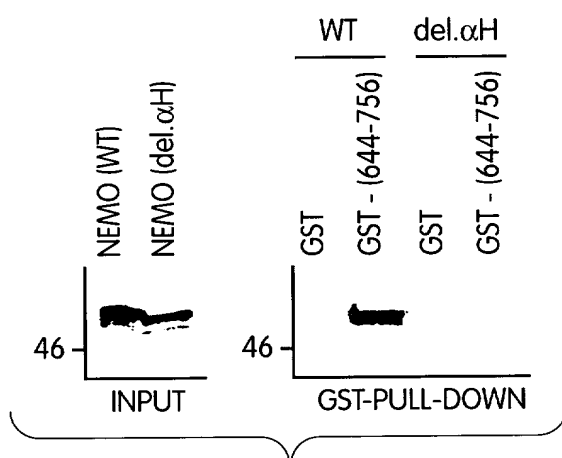 WT del.αH
NEMO (WT)
NEMO (del.αH)
GST
GST - (644-756)
GST
GST - (644-756)
46
46
INPUT
GST-PULL-DOWN